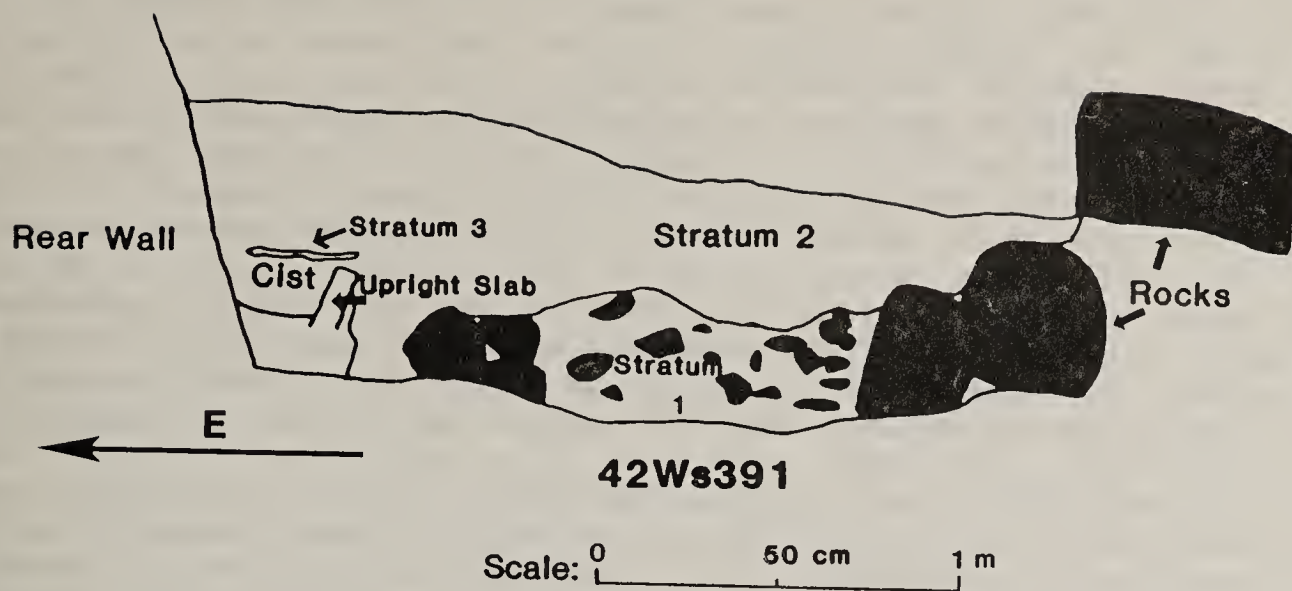 Rear Wall
Stratum 3
Stratum 2
Cist
Upright Slab
Rocks
Stratum
1
E
42Ws391
Scale: 0 50 cm 1 m